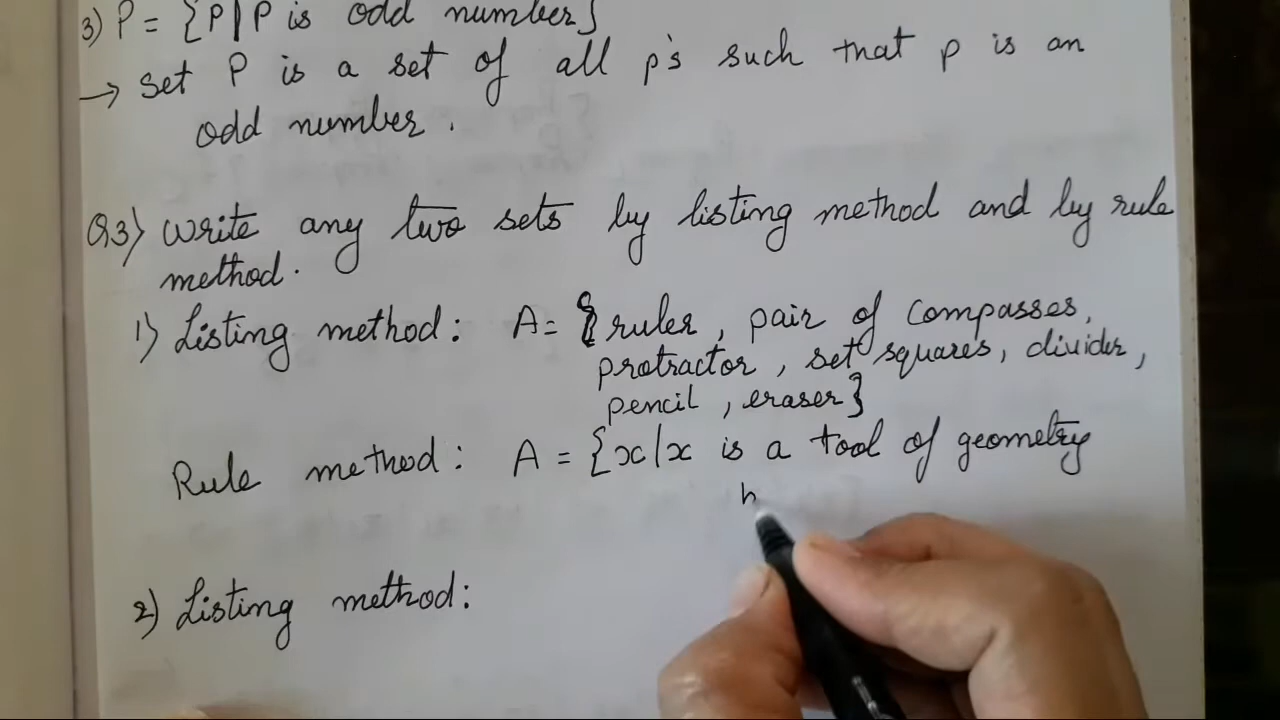 3) P = {P|P is odd number}
→ Set P is a set of all p's such that p is an
odd number.
Q3) Write any two sets by listing method and by rule
method.
1) Listing method: A= {ruler, pair of compasses,
protractor, set squares, divider,
pencil, eraser}
Rule method: A = {x/x is a tool of geometry
2) Listing method: